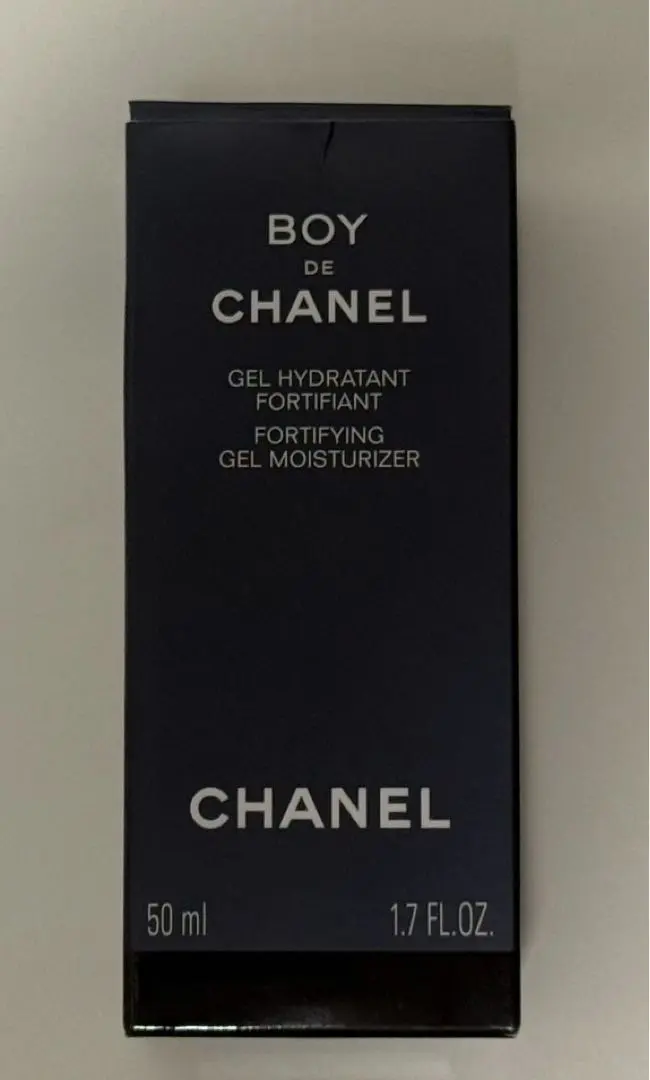 BOY
DE
CHANEL
GEL HYDRATANT
FORTIFIANT
FORTIFYING
GEL MOISTURIZER
CHANEL
50 ml 1.7 FL.OZ.